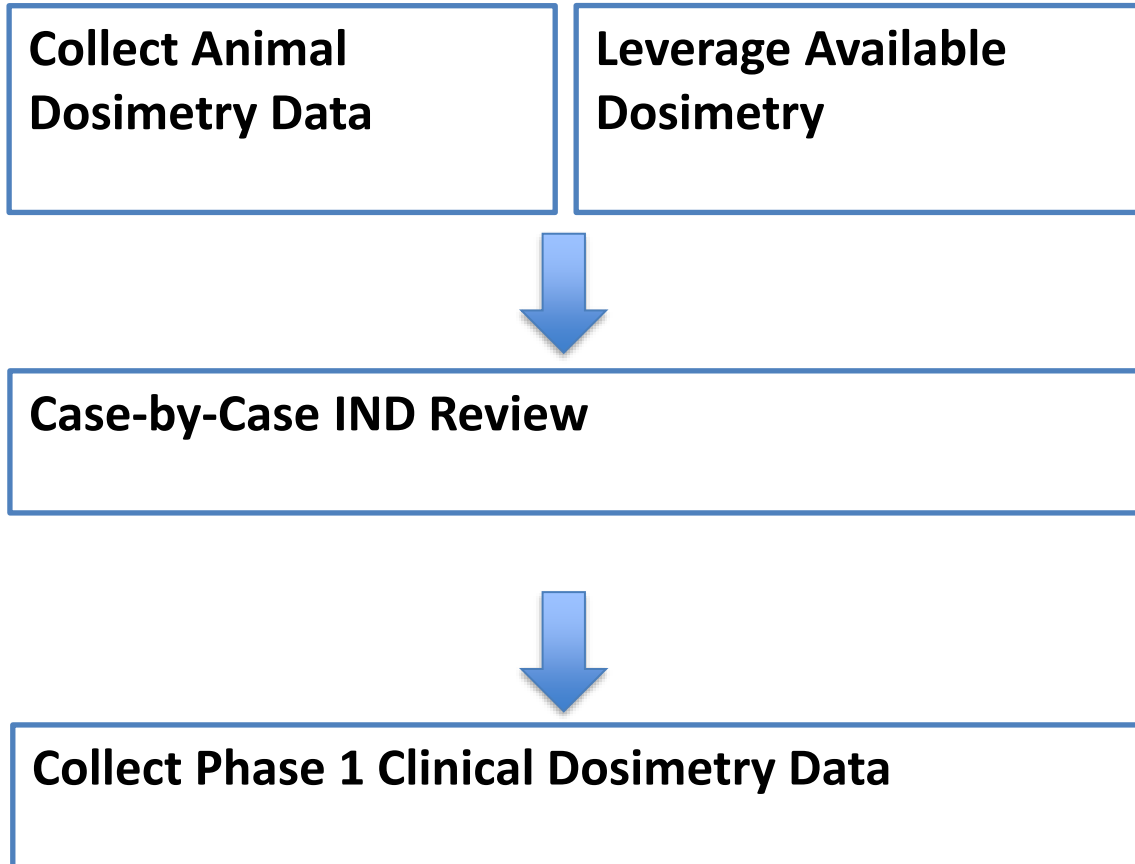 Collect Animal
Dosimetry Data
Leverage Available
Dosimetry
Case-by-Case IND Review
Collect Phase 1 Clinical Dosimetry Data